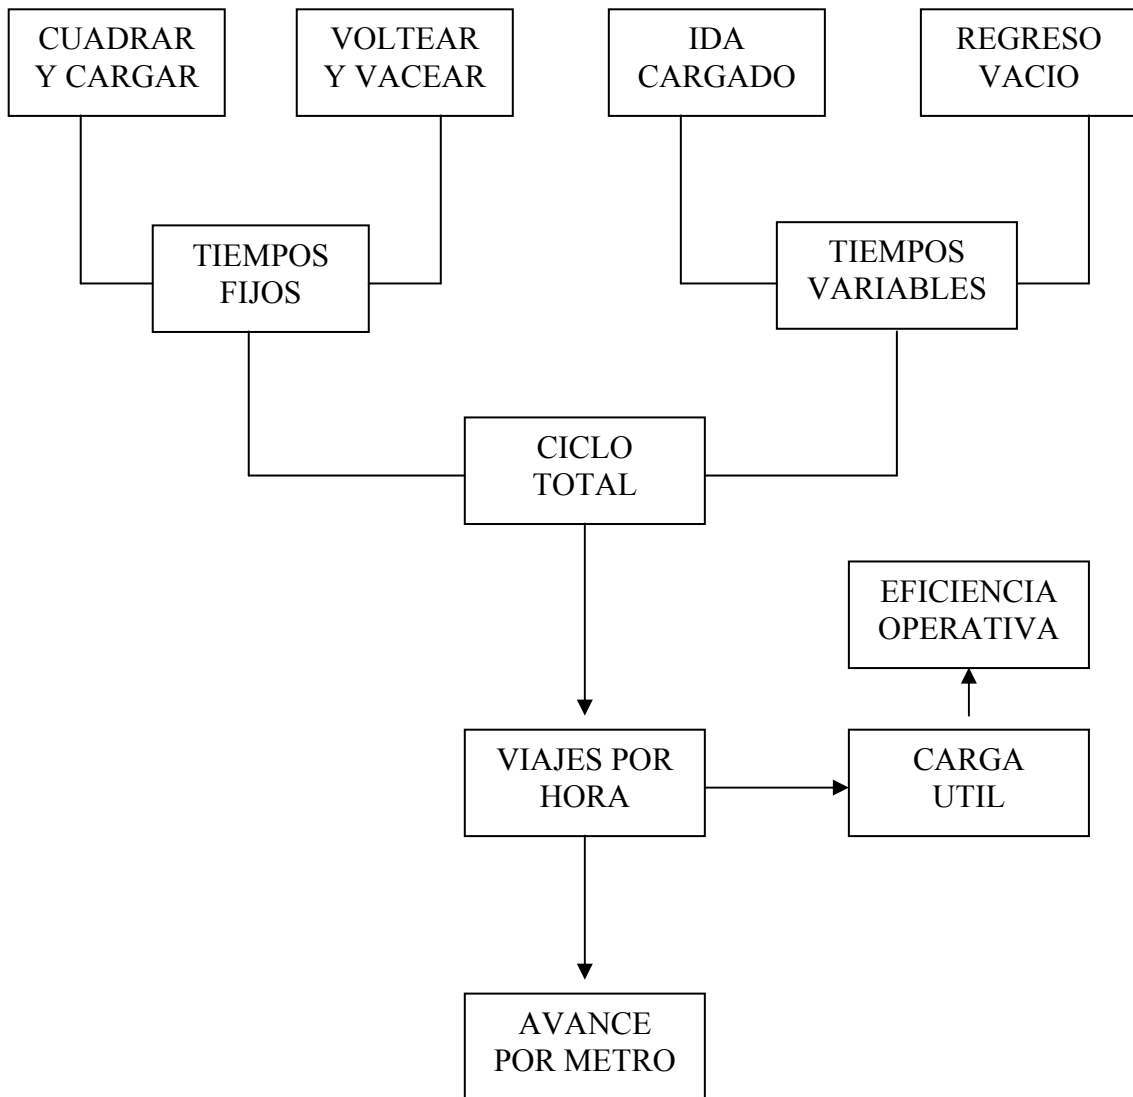 CUADRAR
Y CARGAR
VOLTEAR
Y VACEAR
IDA
CARGADO
REGRESO
VACIO
TIEMPOS
FIJOS
TIEMPOS
VARIABLES
CICLO
TOTAL
EFICIENCIA
OPERATIVA
VIAJES POR
HORA
CARGA
UTIL
AVANCE
POR METRO